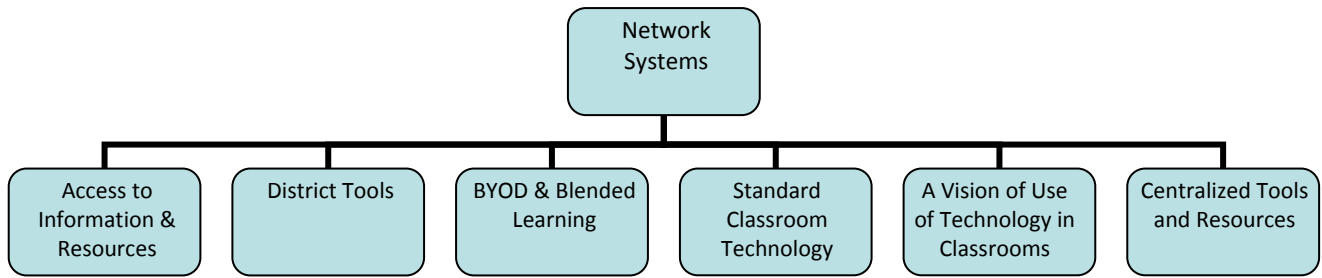 Network
Systems
Access to
Information &
Resources
District Tools
BYOD & Blended
Learning
Standard
Classroom
Technology
A Vision of Use
of Technology in
Classrooms
Centralized Tools
and Resources